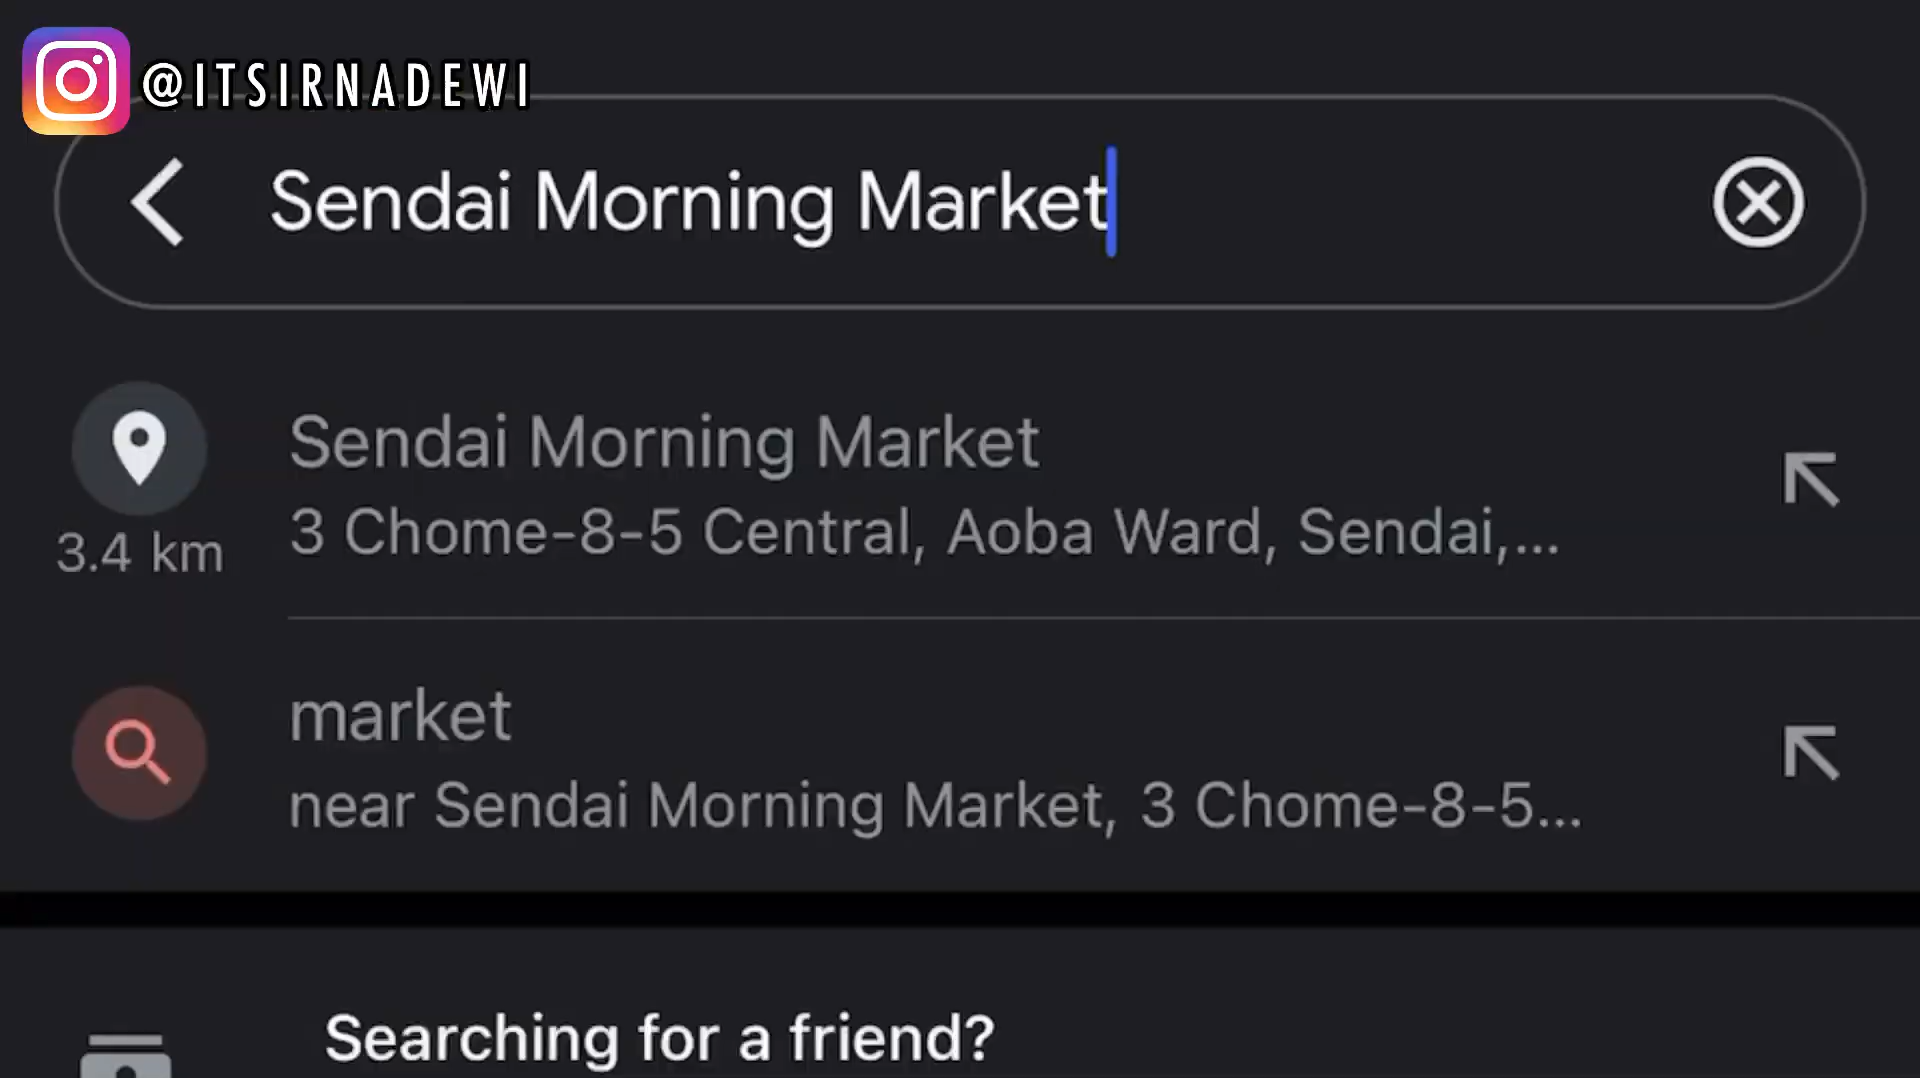 @ITSIRNADEWI
Sendai Morning Market
Sendai Morning Market
3 Chome-8-5 Central, Aoba Ward, Sendai,...
3.4 km
market
near Sendai Morning Market, 3 Chome-8-5...
Searching for a friend?